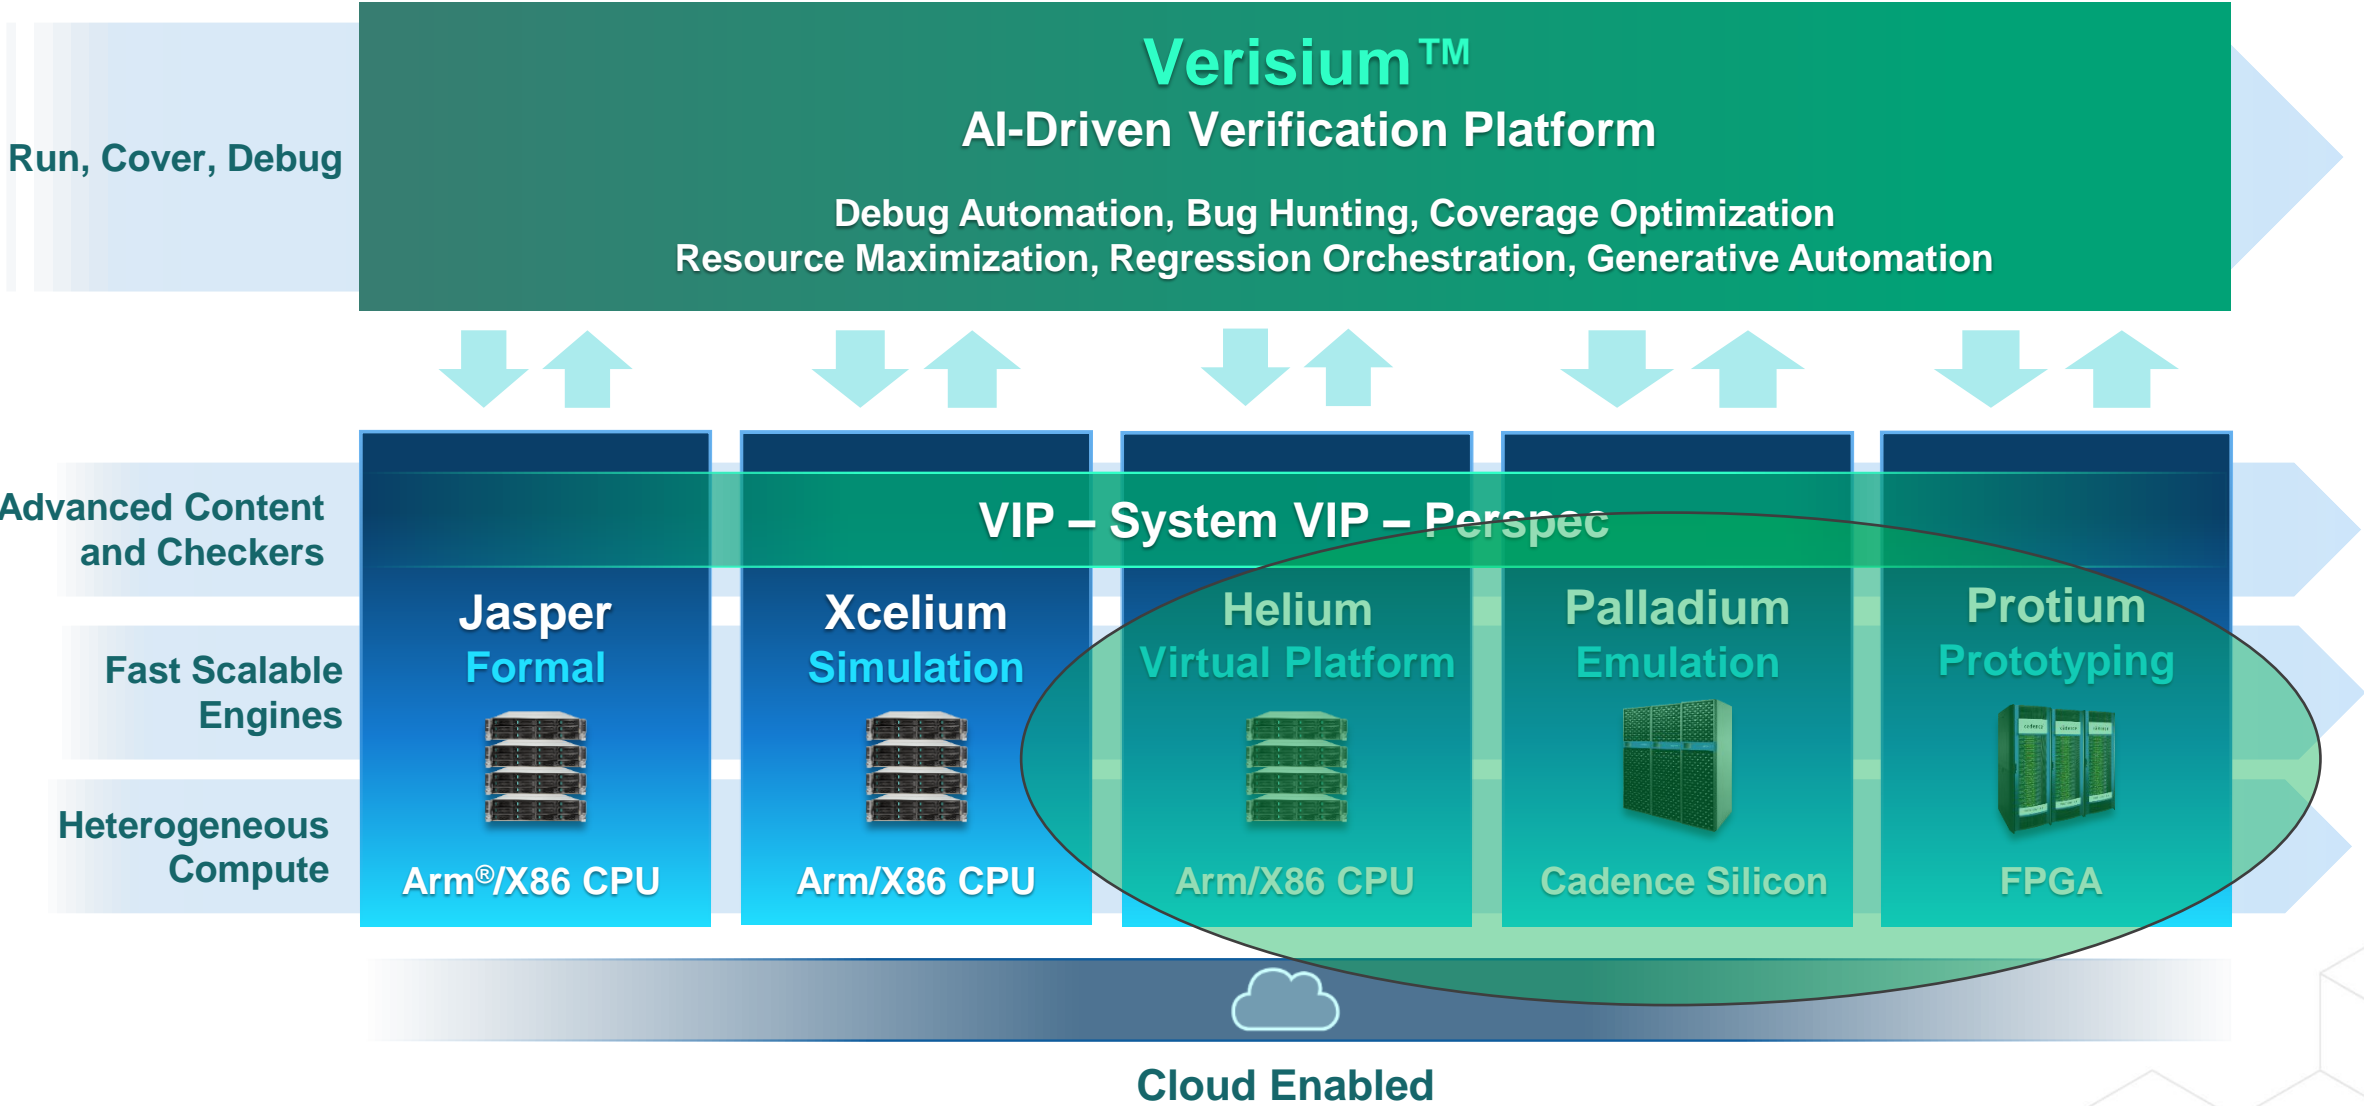 Verisium™
AI-Driven Verification Platform
Run, Cover, Debug
Debug Automation, Bug Hunting, Coverage Optimization
Resource Maximization, Regression Orchestration, Generative Automation
Advanced Content
and Checkers
VIP – System VIP – Perspec
Fast Scalable
Engines
Heterogeneous
Compute
Jasper
Formal
Arm®/X86 CPU
Xcelium
Simulation
Arm/X86 CPU
Helium
Virtual Platform
Arm/X86 CPU
Palladium
Emulation
Cadence Silicon
Protium
Prototyping
cadence
cadence
cadence
FPGA
Cloud Enabled